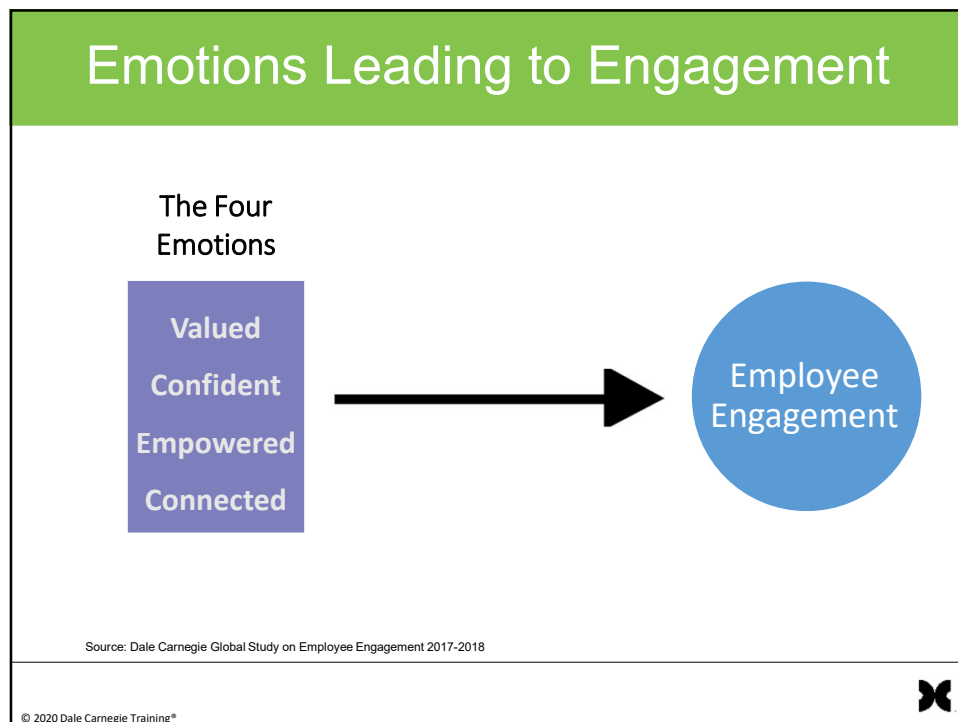 Emotions Leading to Engagement
The Four
Emotions
Valued
Confident
Empowered
Connected
Employee
Engagement
Source: Dale Carnegie Global Study on Employee Engagement 2017-2018
© 2020 Dale Carnegie Training®